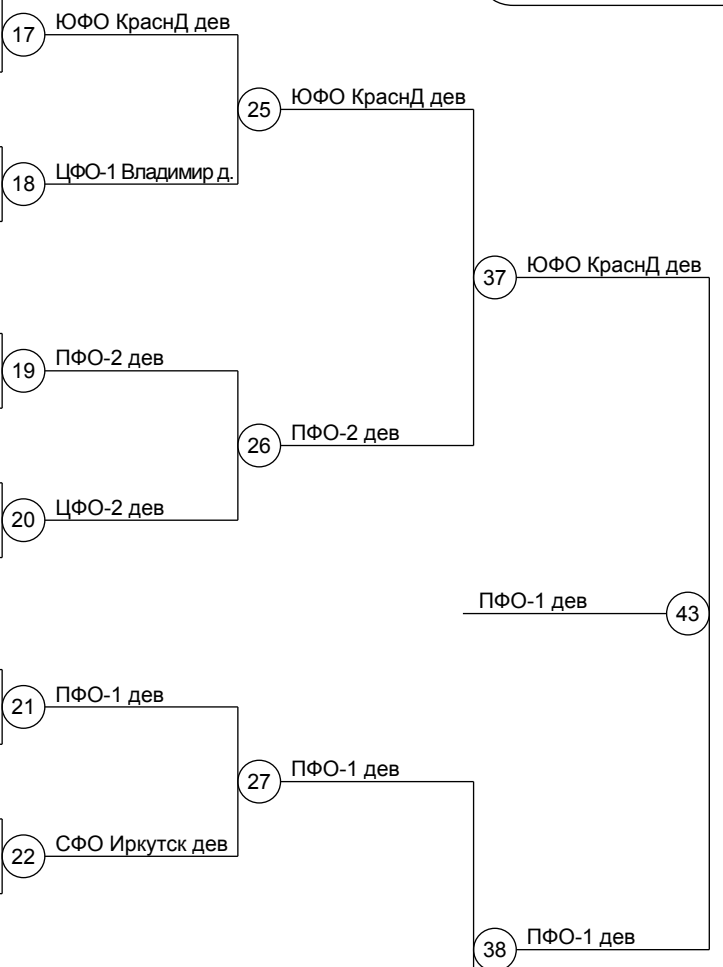 17 ЮФО КраснД дев
25 ЮФО КраснД дев
18 ЦФО-1 Владимир д.
37 ЮФО КраснД дев
19 ПФО-2 дев
26 ПФО-2 дев
20 ЦФО-2 дев
ПФО-1 дев 43
21 ПФО-1 дев
27 ПФО-1 дев
22 СФО Иркутск дев
38 ПФО-1 дев